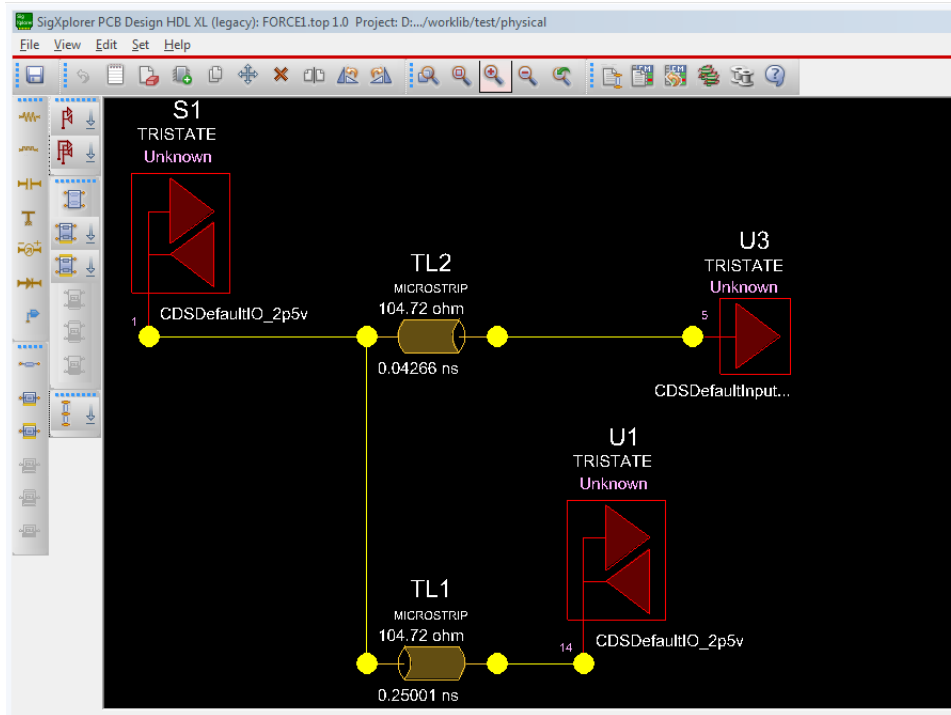 SigXplorer PCB Design HDL XL (legacy): FORCE1.top 1.0 Project: D:.../worklib/test/physical
File View Edit Set Help
S1
TRISTATE
Unknown
1
CDSDefaultIO_2p5v
TL2
MICROSTRIP
104.72 ohm
0.04266 ns
U3
TRISTATE
Unknown
5
CDSDefaultInput...
U1
TRISTATE
Unknown
14
CDSDefaultIO_2p5v
TL1
MICROSTRIP
104.72 ohm
0.25001 ns